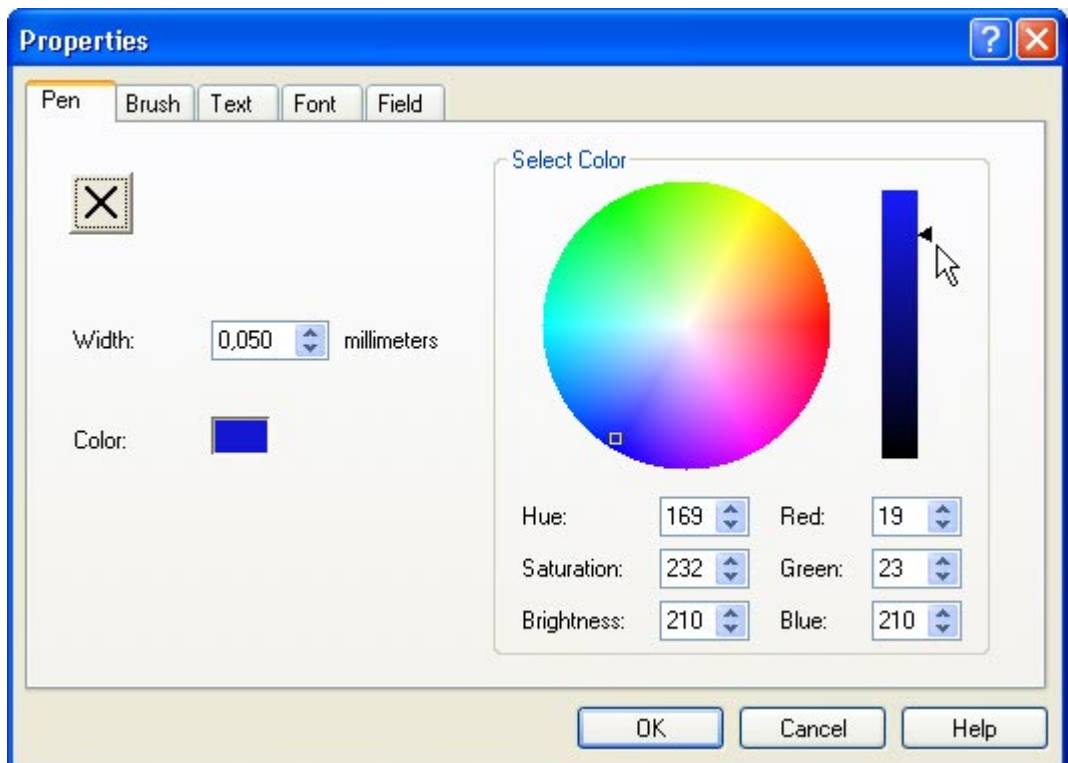 Properties
Pen Brush Text Font Field
Select Color
Width: 0,050 millimeters
Color:
Hue: 169 Red: 19
Saturation: 232 Green: 23
Brightness: 210 Blue: 210
OK Cancel Help